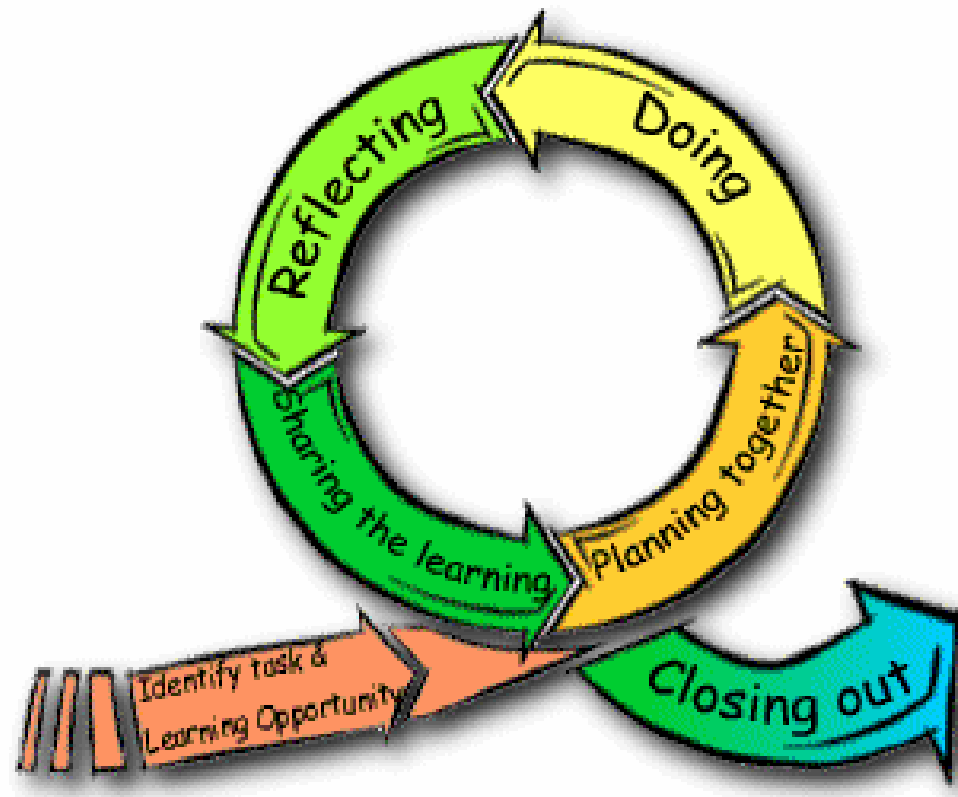 Identify task &
Learning Opportunity
Planning together
Doing
Reflecting
Sharing the learning
Closing out